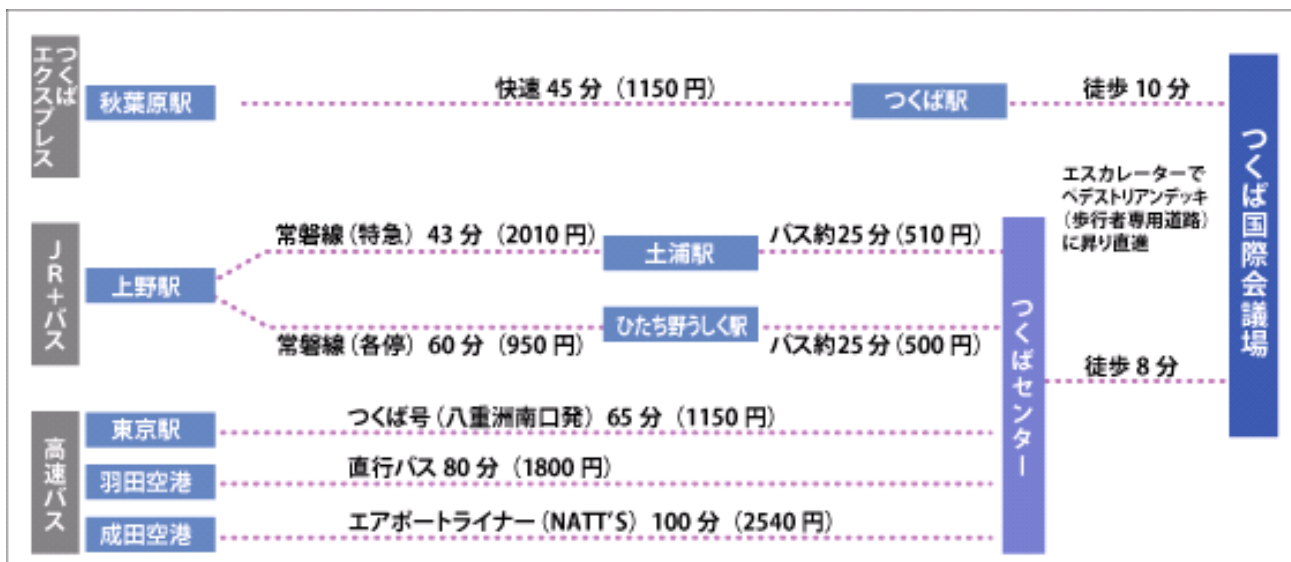 つくば
エクスプレス
秋葉原駅
快速 45 分（1150 円）
つくば駅
徒歩 10 分
エスカレーターで
ペデストリアンデッキ
（歩行者専用道路）
に昇り直進
つくば国際会議場
JR+バス
上野駅
常磐線（特急）43 分（2010 円）
土浦駅
バス約25 分（510 円）
常磐線（各停）60 分（950 円）
ひたち野うしく駅
バス約25 分（500 円）
つくばセンター
徒歩 8 分
高速バス
東京駅
つくば号（八重洲南口発）65 分（1150 円）
羽田空港
直行バス 80 分（1800 円）
成田空港
エアポートライナー（NATT'S）100 分（2540 円）